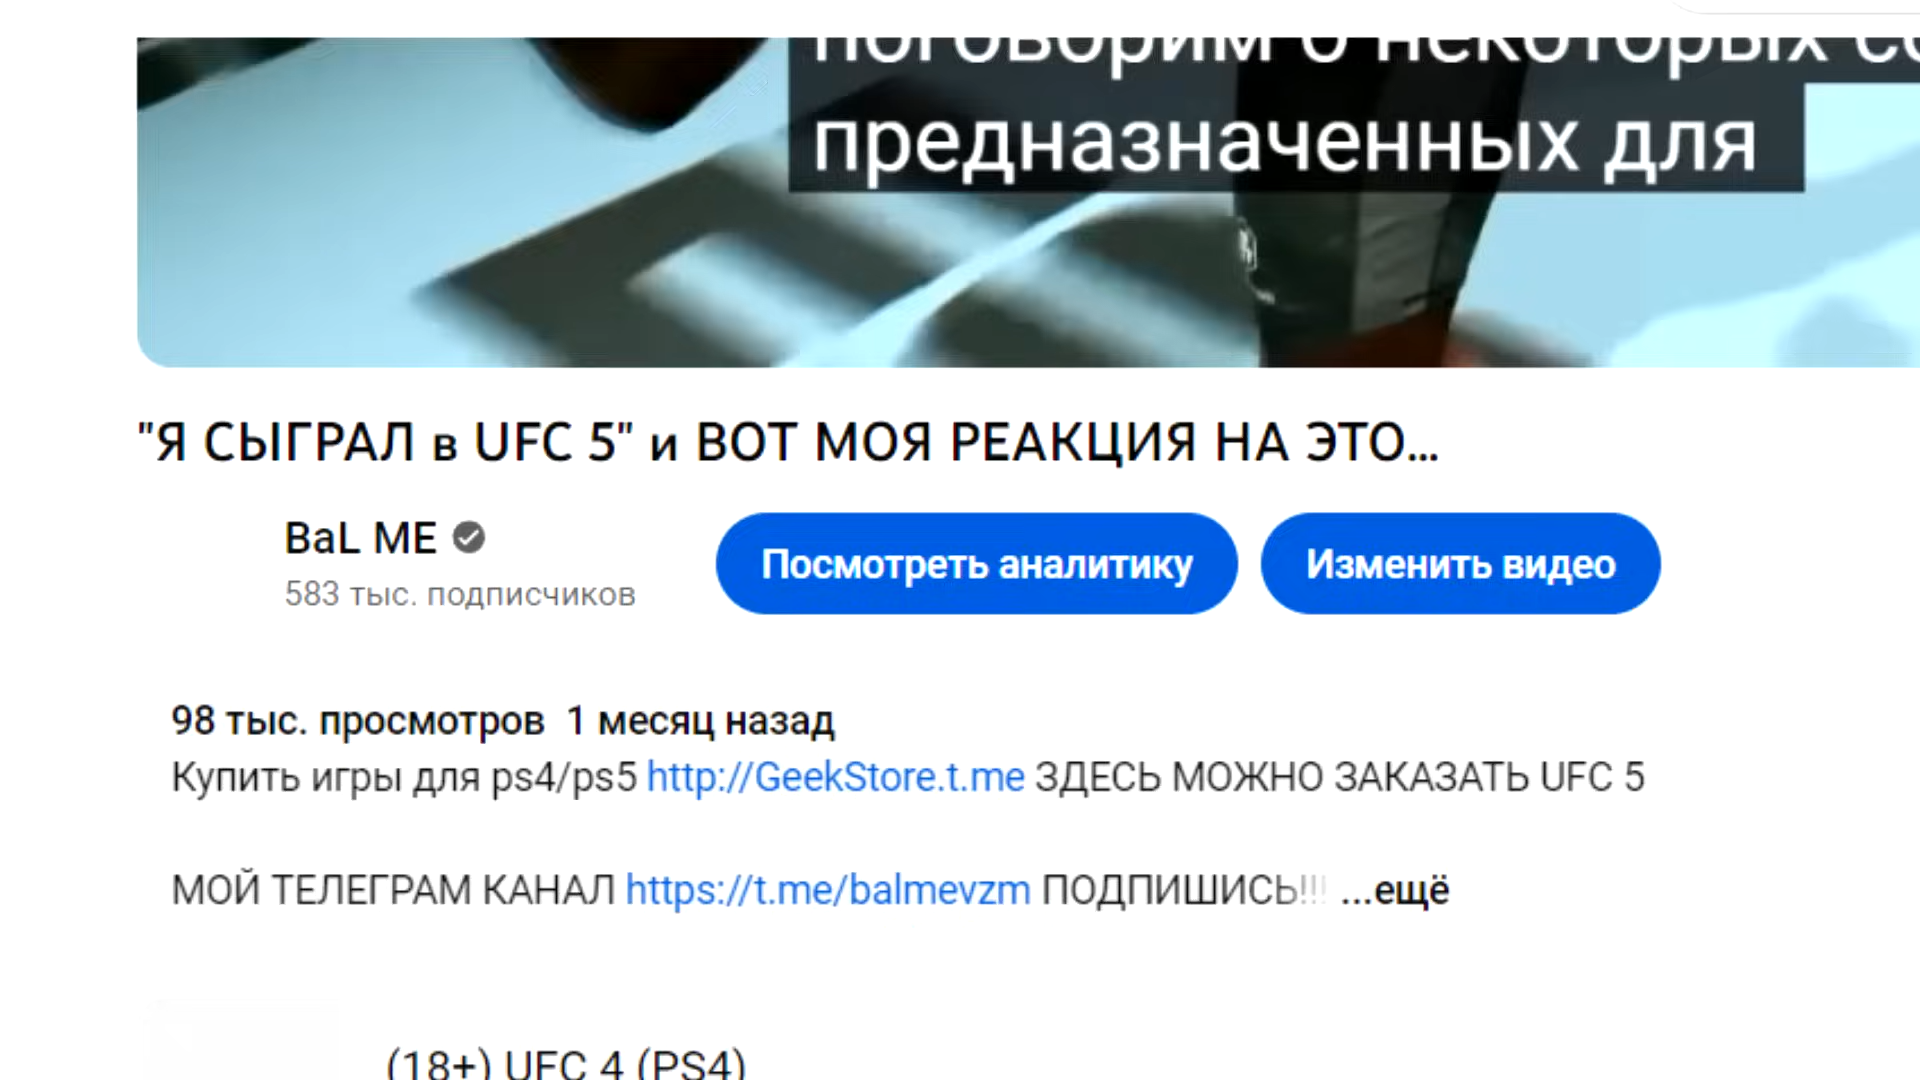 поговорим о некоторых
предназначенных для
"Я СЫГРАЛ в UFC 5" и ВОТ МОЯ РЕАКЦИЯ НА ЭТО...
BaL ME
583 тыс. подписчиков
Посмотреть аналитику
Изменить видео
98 тыс. просмотров 1 месяц назад
Купить игры для ps4/ps5 http://GeekStore.t.me ЗДЕСЬ МОЖНО ЗАКАЗАТЬ UFC 5
МОЙ ТЕЛЕГРАМ КАНАЛ https://t.me/balmevzm ПОДПИШИСЬ!!! ...ещё
(18+) UFC 4 (PS4)